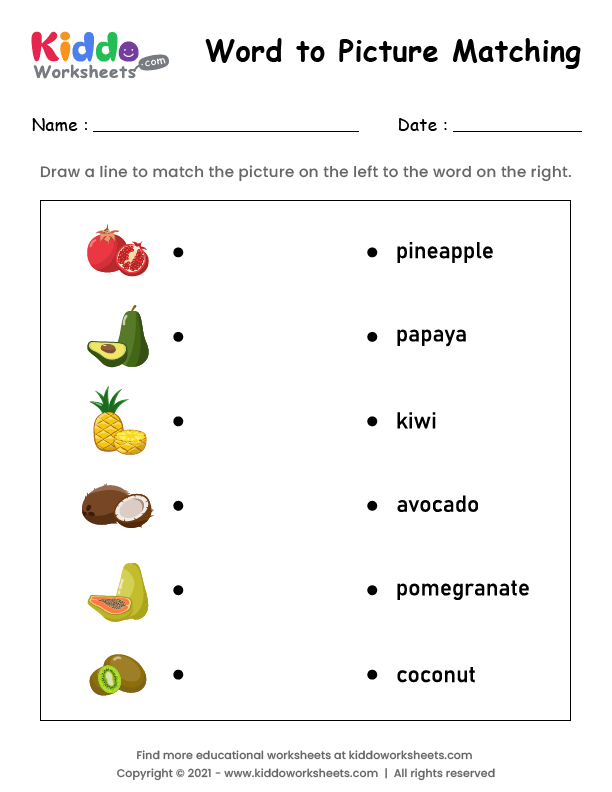 Kiddo
Worksheets.com
Word to Picture Matching
Name : Date :
Draw a line to match the picture on the left to the word on the right.
pineapple
papaya
kiwi
avocado
pomegranate
coconut
Find more educational worksheets at kiddoworksheets.com
Copyright © 2021 - www.kiddoworksheets.com | All rights reserved